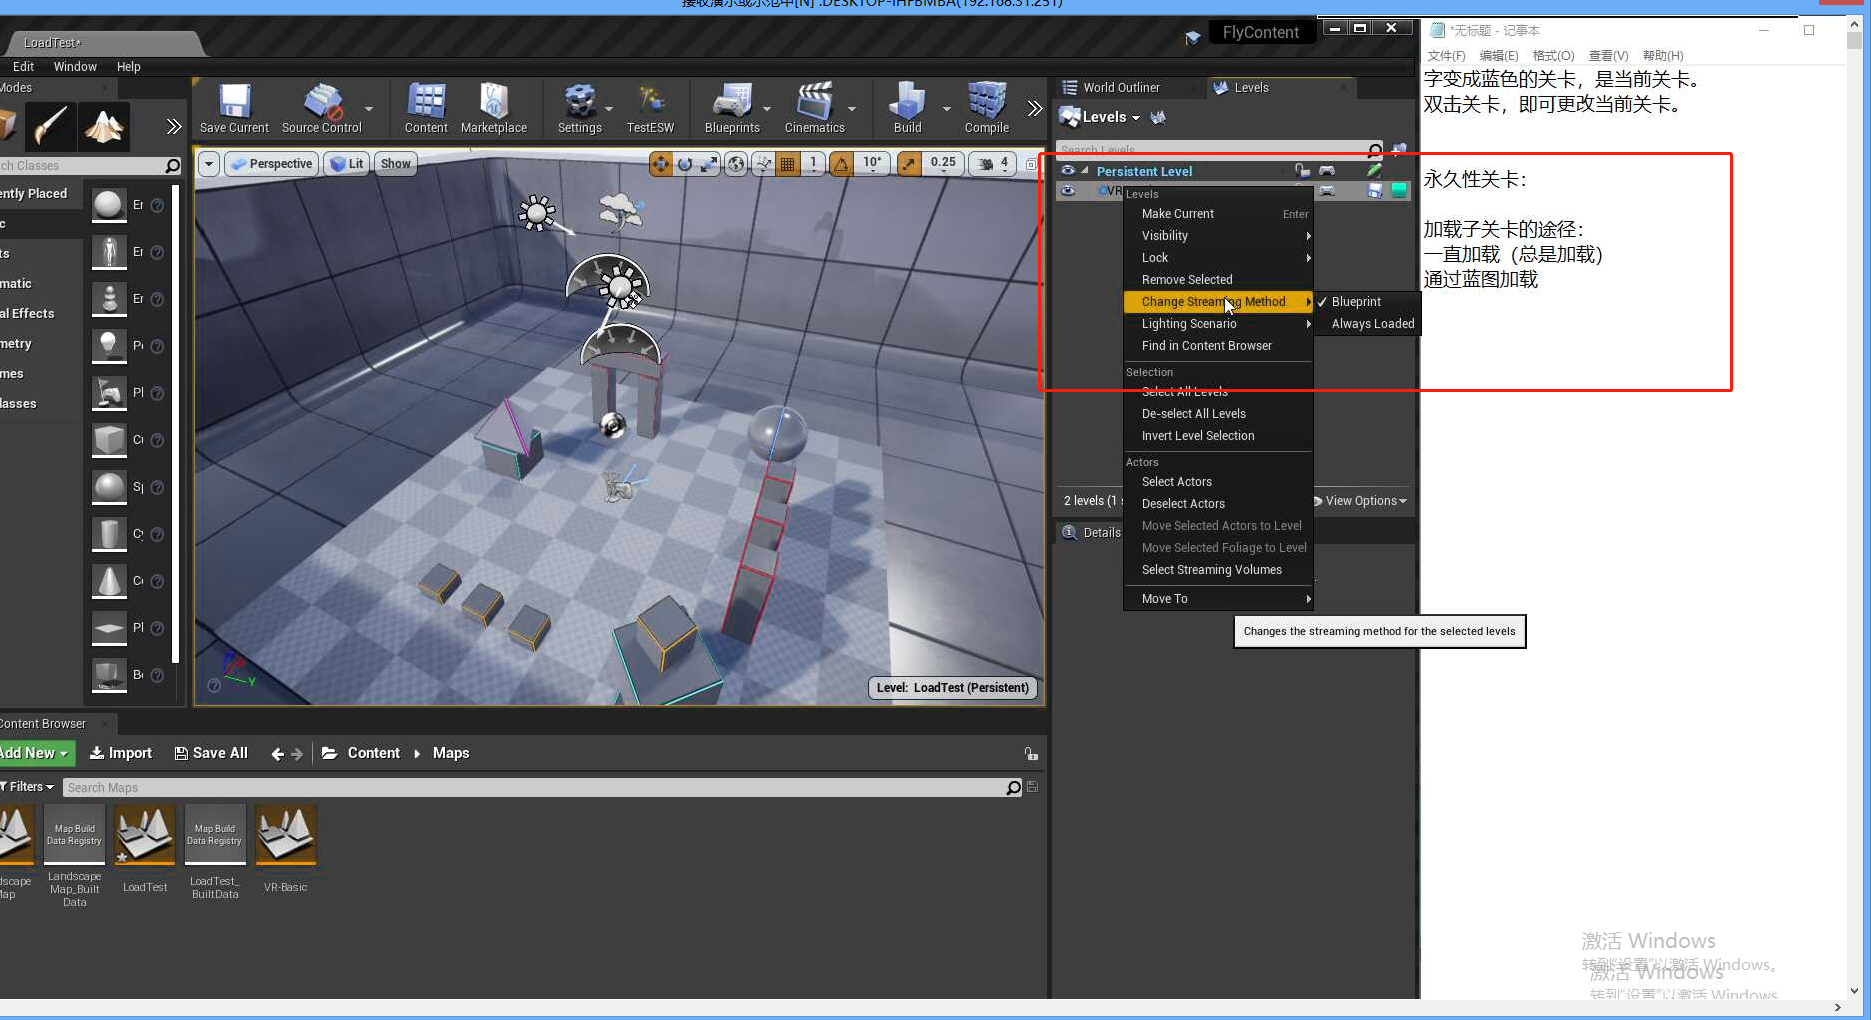 接收演示或示范中[N] :DESKTOP-IHFBMBA(192.168.31.251)
LoadTest*
FlyContent
*无标题 - 记事本
Edit Window Help
文件(F) 编辑(E) 格式(O) 查看(V) 帮助(H)
Modes
World Outliner
Levels
字变成蓝色的关卡，是当前关卡。
双击关卡，即可更改当前关卡。
Save Current
Source Control
Content
Marketplace
Settings
TestESW
Blueprints
Cinematics
Build
Compile
Levels
Search Levels
Perspective
Lit
Show
1
10°
0.25
4
Persistent Level
VR
永久性关卡：
加载子关卡的途径：
一直加载（总是加载）
通过蓝图加载
Levels
Make Current Enter
Visibility
Lock
Remove Selected
Change Streaming Method
Blueprint
Lighting Scenario
Always Loaded
Find in Content Browser
Selection
Select All Levels
De-select All Levels
Invert Level Selection
Actors
Select Actors
Deselect Actors
Move Selected Actors to Level
Move Selected Foliage to Level
Select Streaming Volumes
Move To
2 levels (1 s
View Options
Details
Changes the streaming method for the selected levels
ch Classes
ently Placed
c
ts
matic
al Effects
metry
mes
lasses
Er
Er
Er
P
Pl
C
S
C
C
Pl
B
Y
Level: LoadTest (Persistent)
Content Browser
Add New
Import
Save All
Content
Maps
Filters
Search Maps
dscape
Map
Map Build
Data Registry
Landscape
Map_Built
Data
LoadTest
Map Build
Data Registry
LoadTest_
BuiltData
VR-Basic
激活 Windows
转到"设置"以激活 Windows。
激活 Windows
转到"设置"以激活 Windows